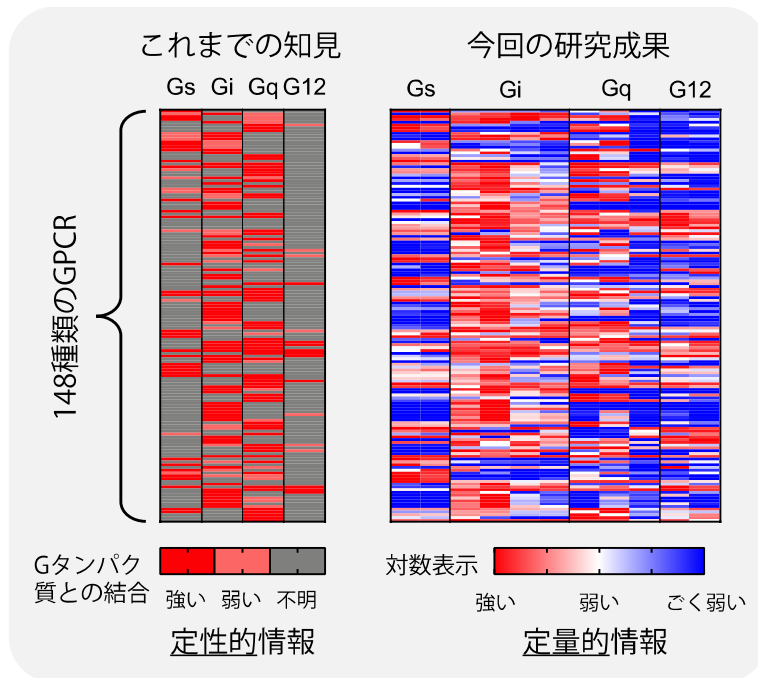 これまでの知見
Gs Gi Gq G12
148種類のGPCR
Gタンパク
質との結合
強い 弱い 不明
定性的情報
今回の研究成果
Gs Gi Gq G12
対数表示
強い 弱い ごく弱い
定量的情報